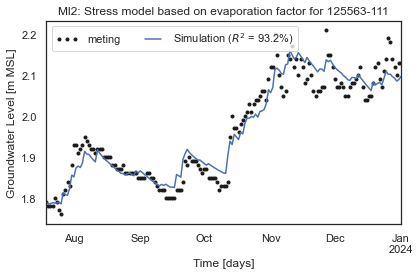 MI2: Stress model based on evaporation factor for 125563-111
meting
Simulation (R² = 93.2%)
Groundwater Level [m MSL]
2.2
2.1
2.0
1.9
1.8
Aug Sep Oct Nov Dec Jan
2024
Time [days]